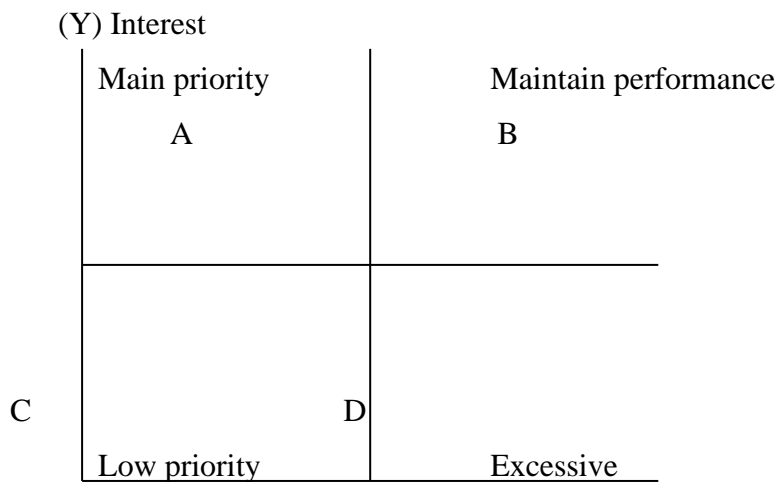 (Y) Interest
Main priority Maintain performance
A B
C D
Low priority Excessive